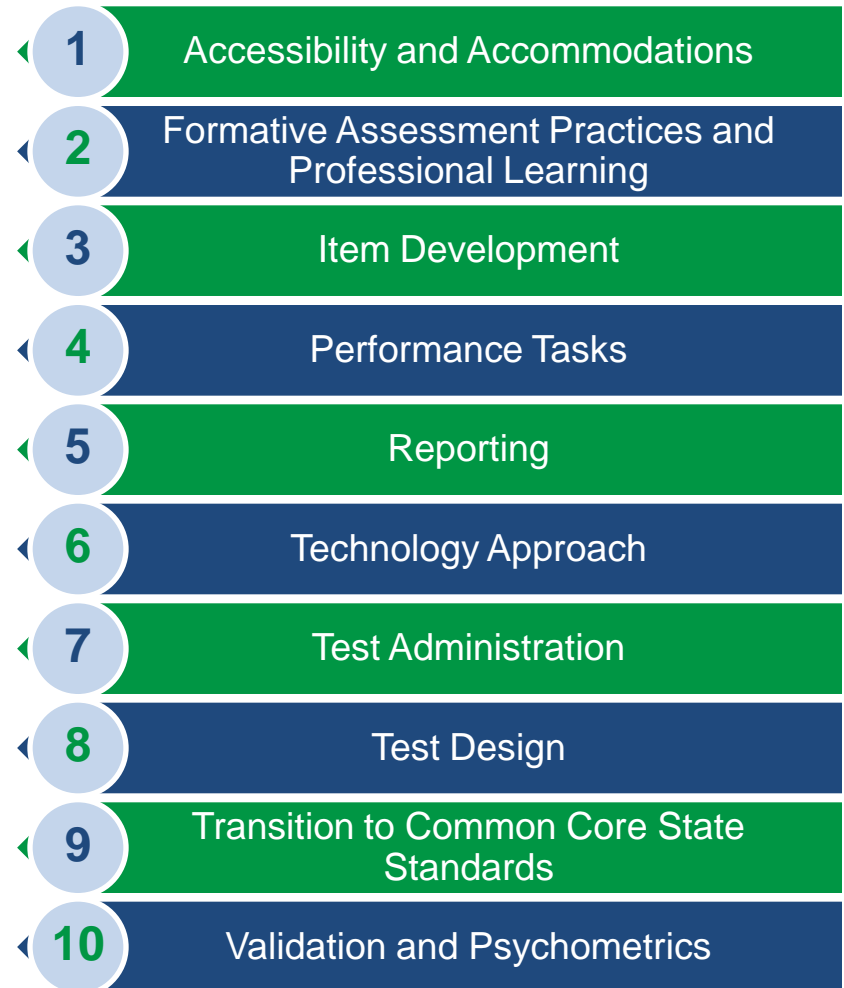 1 Accessibility and Accommodations
2 Formative Assessment Practices and
Professional Learning
3 Item Development
4 Performance Tasks
5 Reporting
6 Technology Approach
7 Test Administration
8 Test Design
9 Transition to Common Core State
Standards
10 Validation and Psychometrics